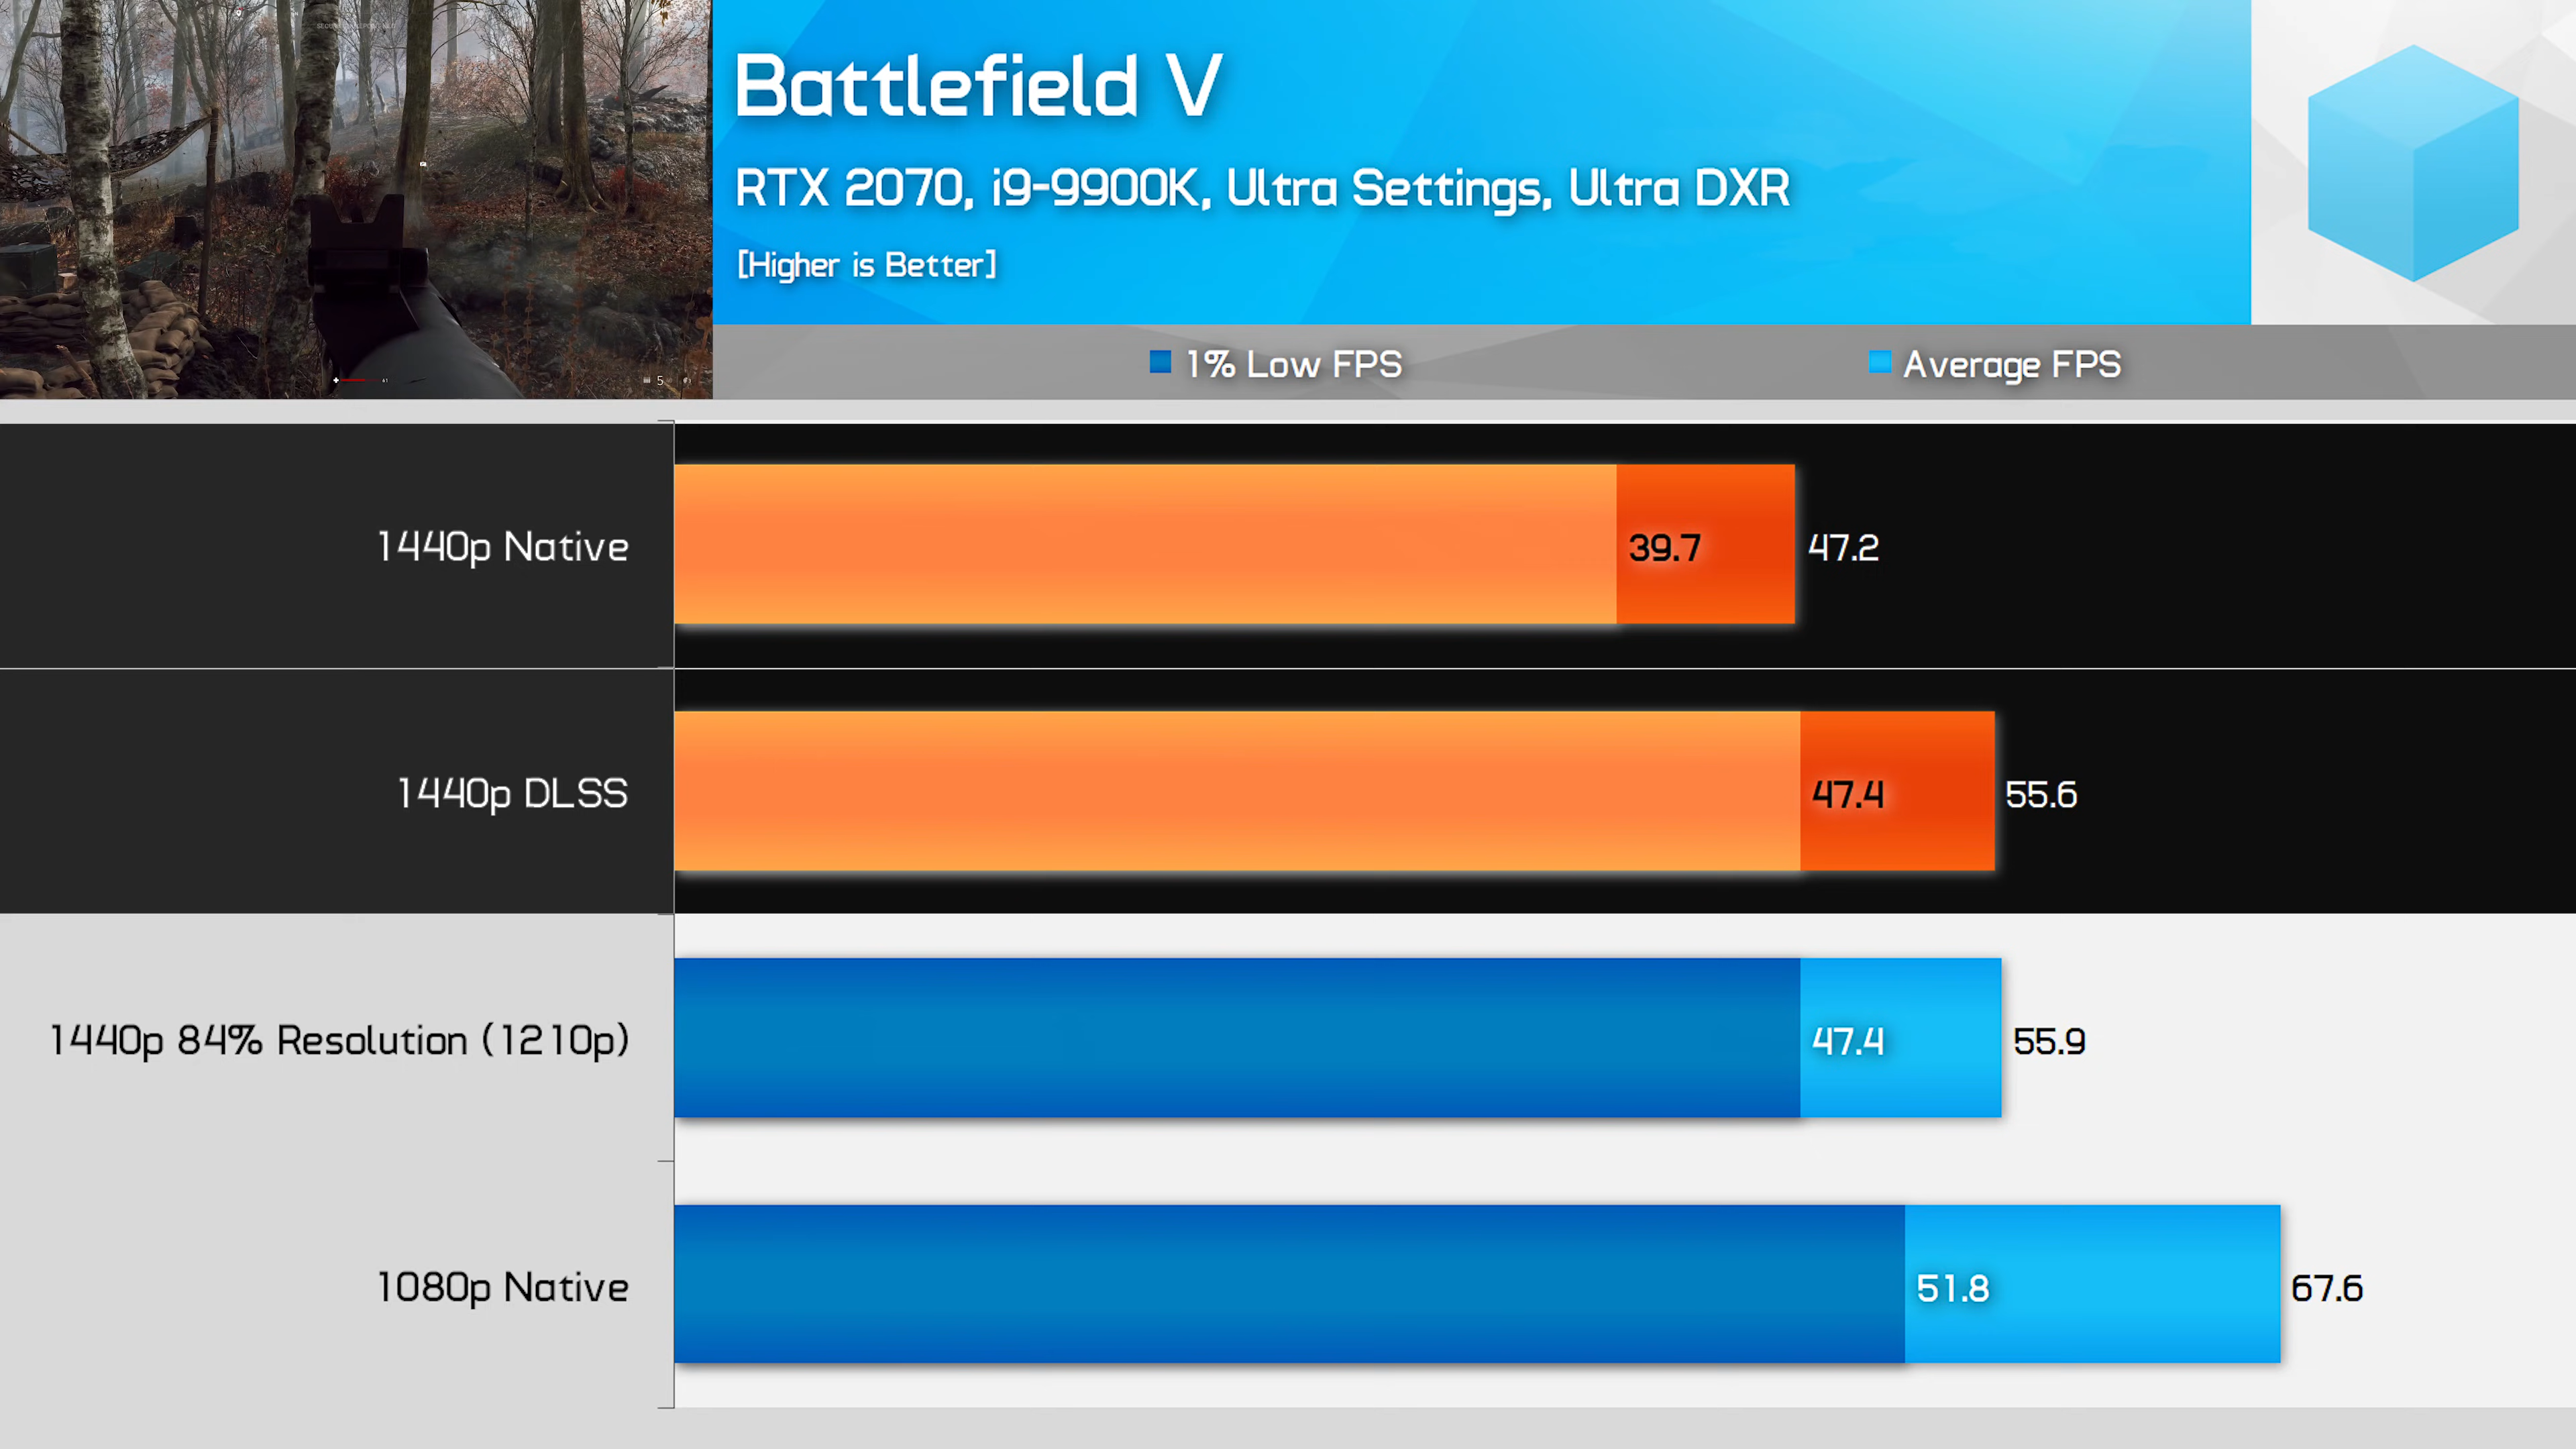 Battlefield V
RTX 2070, i9-9900K, Ultra Settings, Ultra DXR
[Higher is Better]
1% Low FPS
Average FPS
5
1440p Native
39.7
47.2
1440p DLSS
47.4
55.6
1440p 84% Resolution (1210p)
47.4
55.9
1080p Native
51.8
67.6